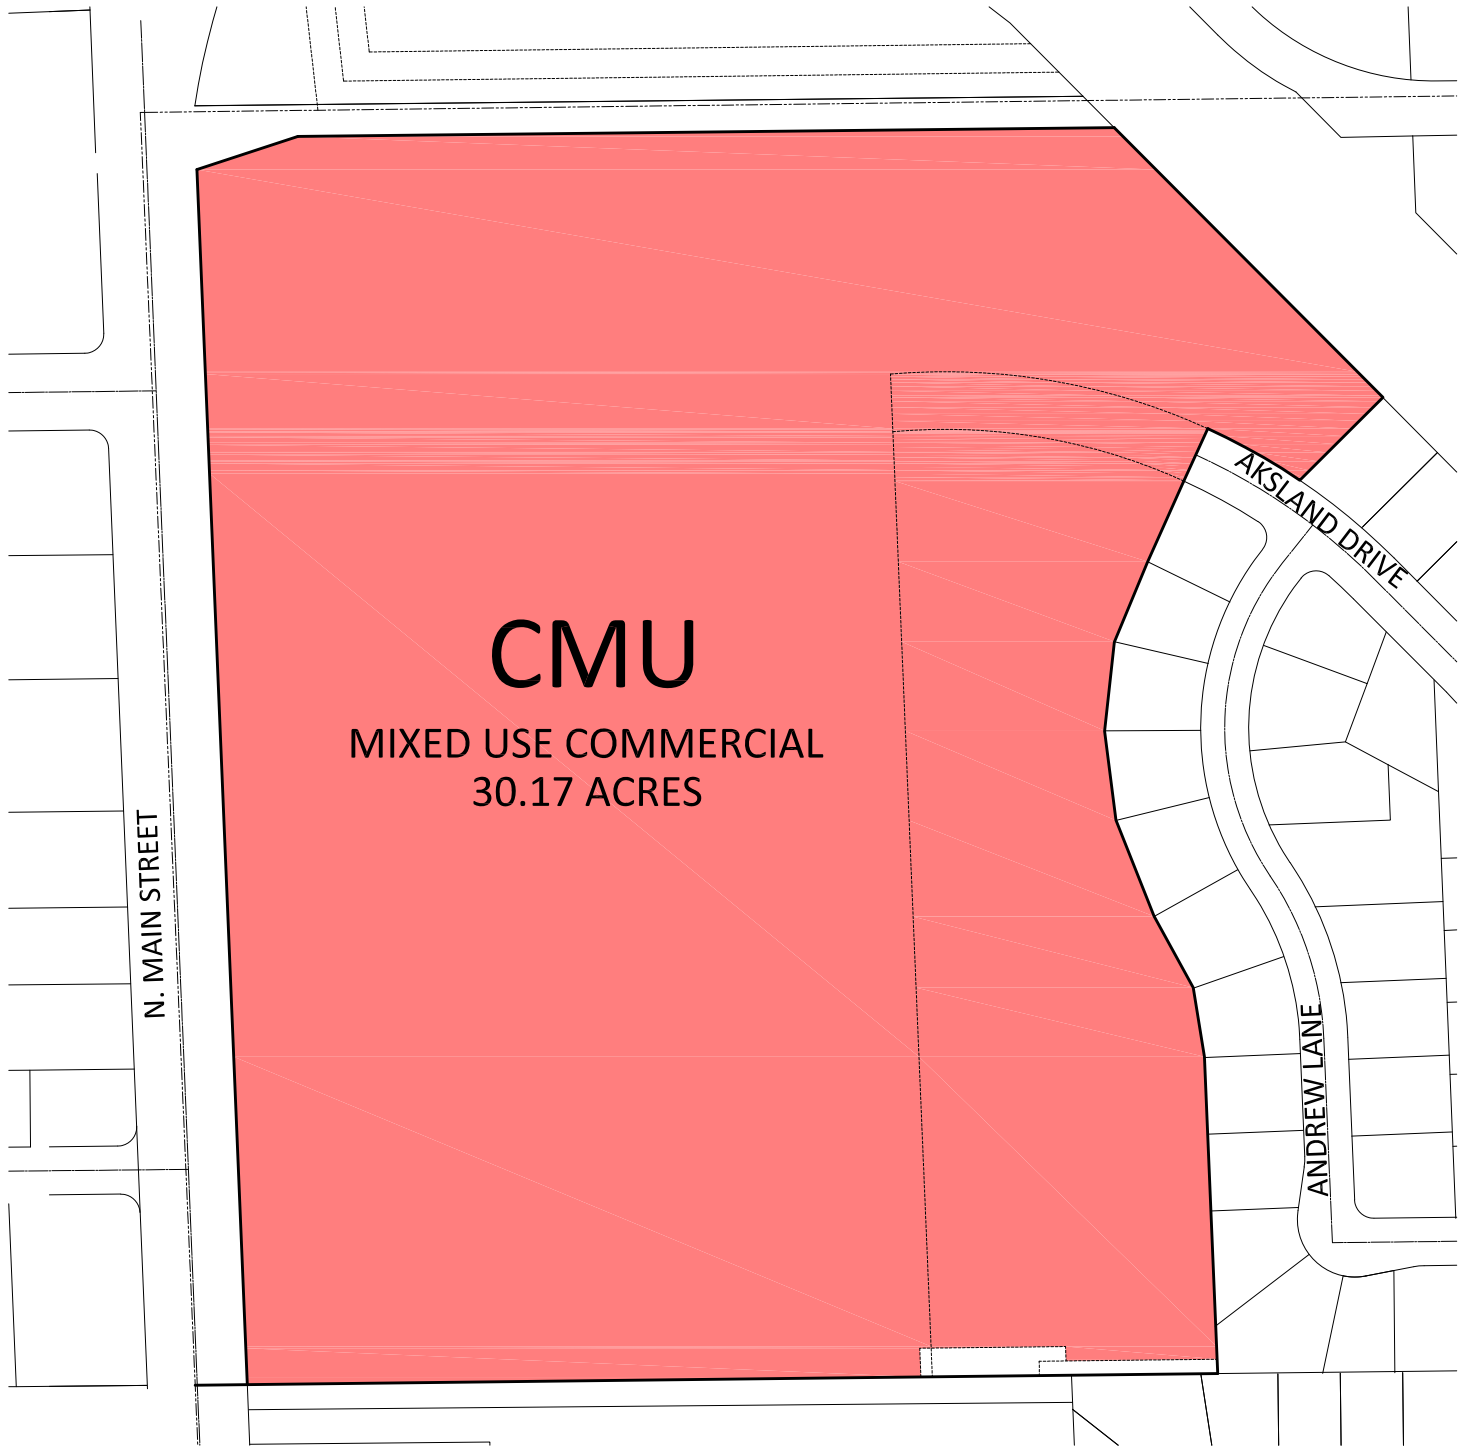 AKSLAND DRIVE
CMU
MIXED USE COMMERCIAL
30.17 ACRES
N. MAIN STREET
ANDREW LANE